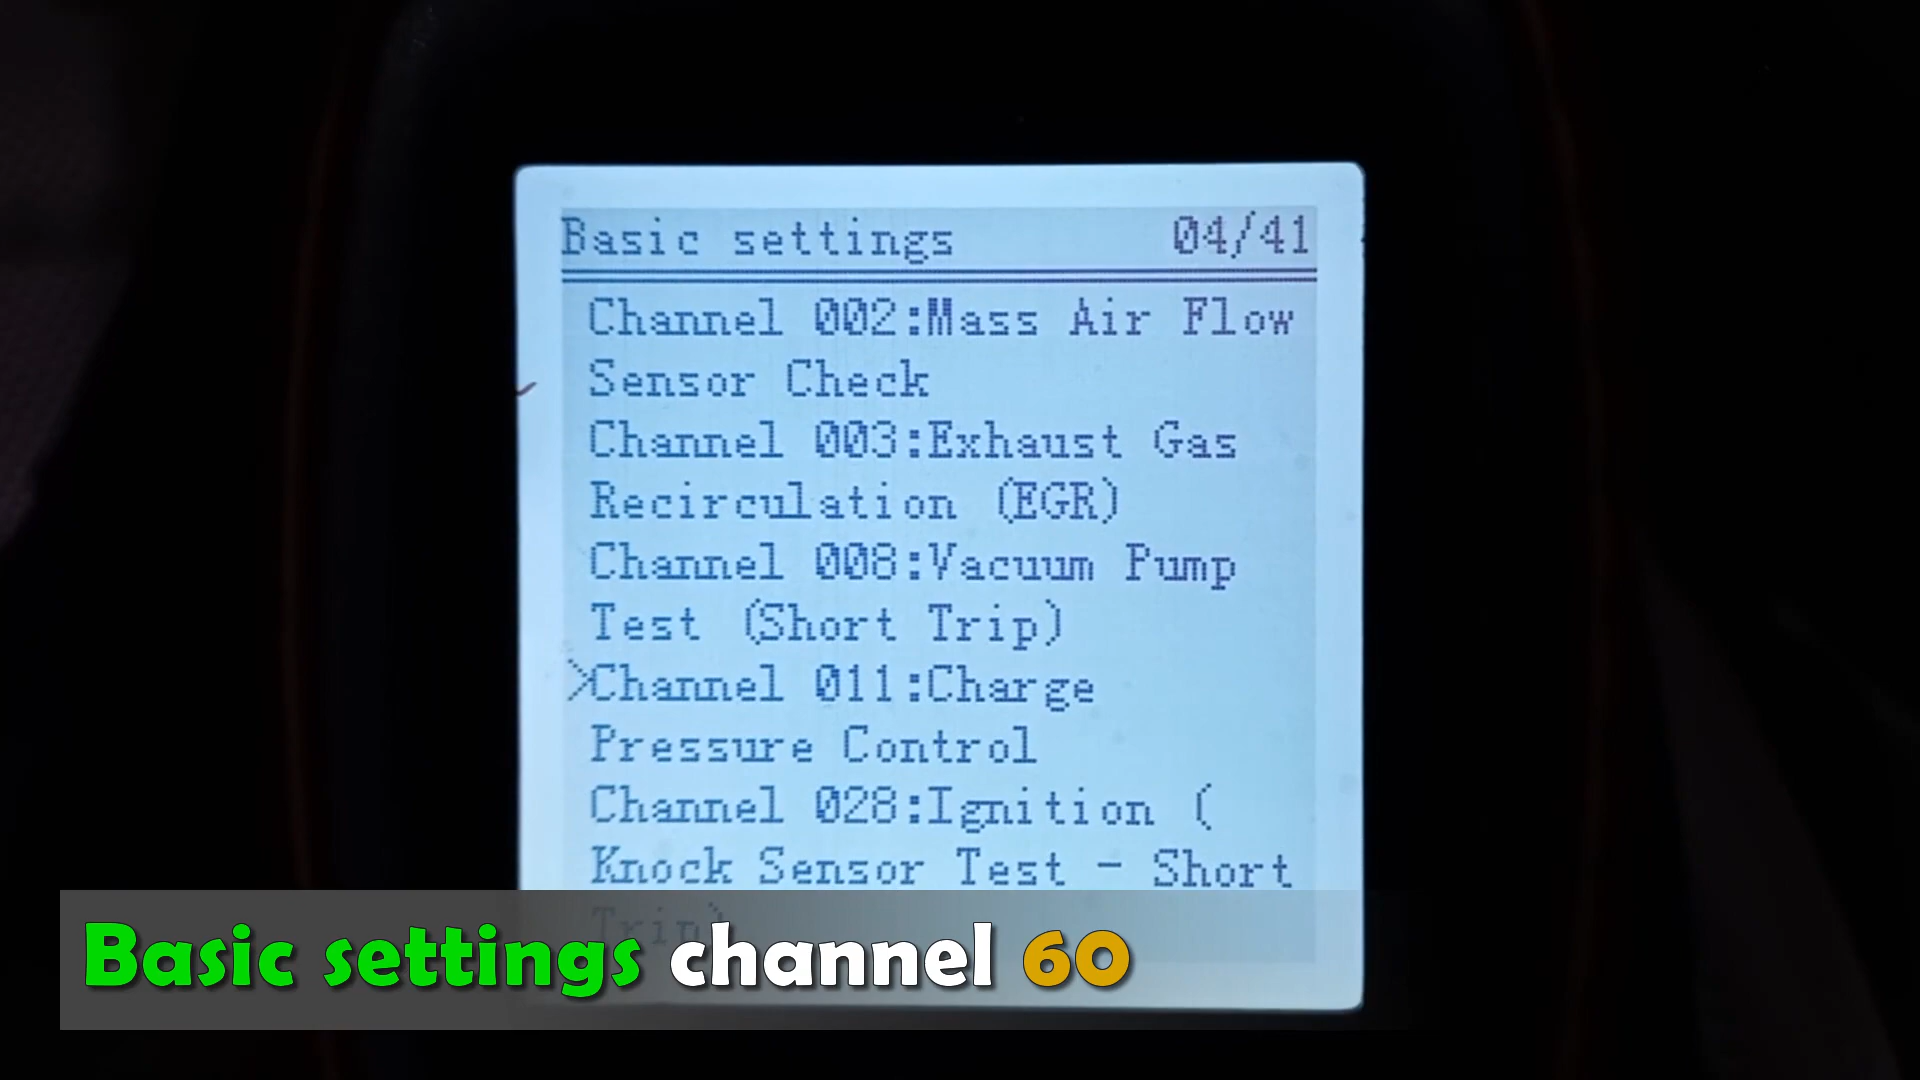 Basic settings 04/41
Channel 002:Mass Air Flow
Sensor Check
Channel 003:Exhaust Gas
Recirculation (EGR)
Channel 008:Vacuum Pump
Test (Short Trip)
>Channel 011:Charge
Pressure Control
Channel 028:Ignition (
Knock Sensor Test - Short
Trip)
Basic settings channel 60